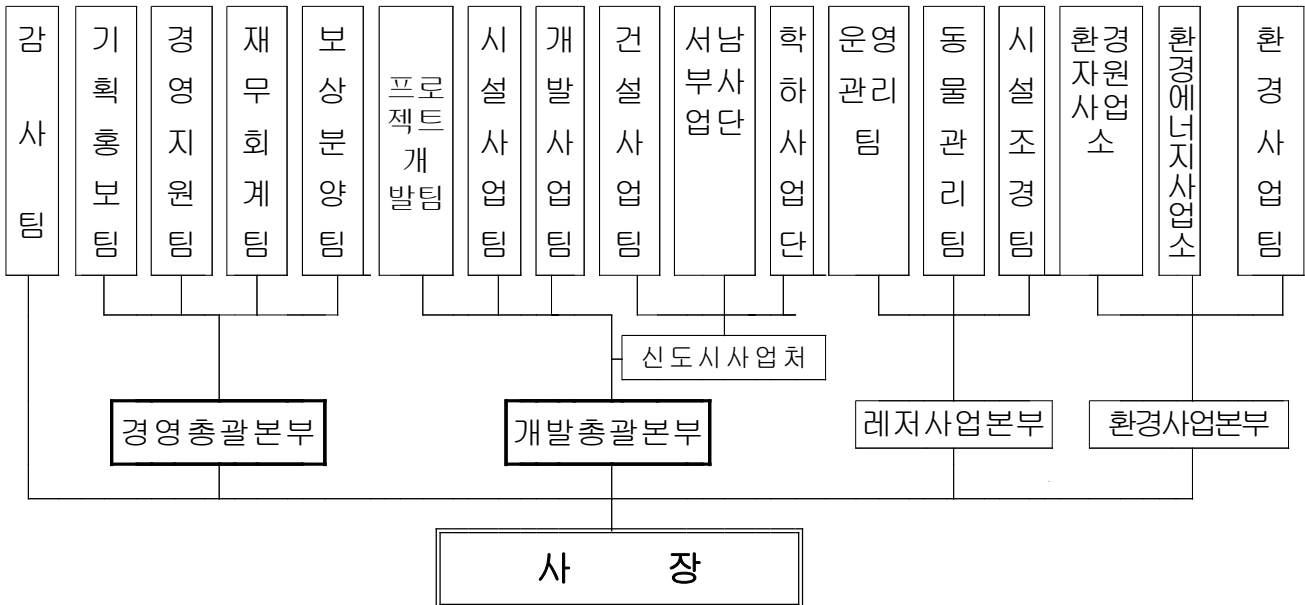 감사팀
기획홍보팀
경영지원팀
재무회계팀
보상분양팀
프로
젝트
개
발팀
시설사업팀
개발사업팀
건설사업팀
서남
부사
업단
학하사업단
운영
관리
팀
동물관리팀
시설조경팀
환경
자원
사업
소
환경에너지사업소
환경사업팀
신도시사업처
경영총괄본부
개발총괄본부
레저사업본부
환경사업본부
사 장